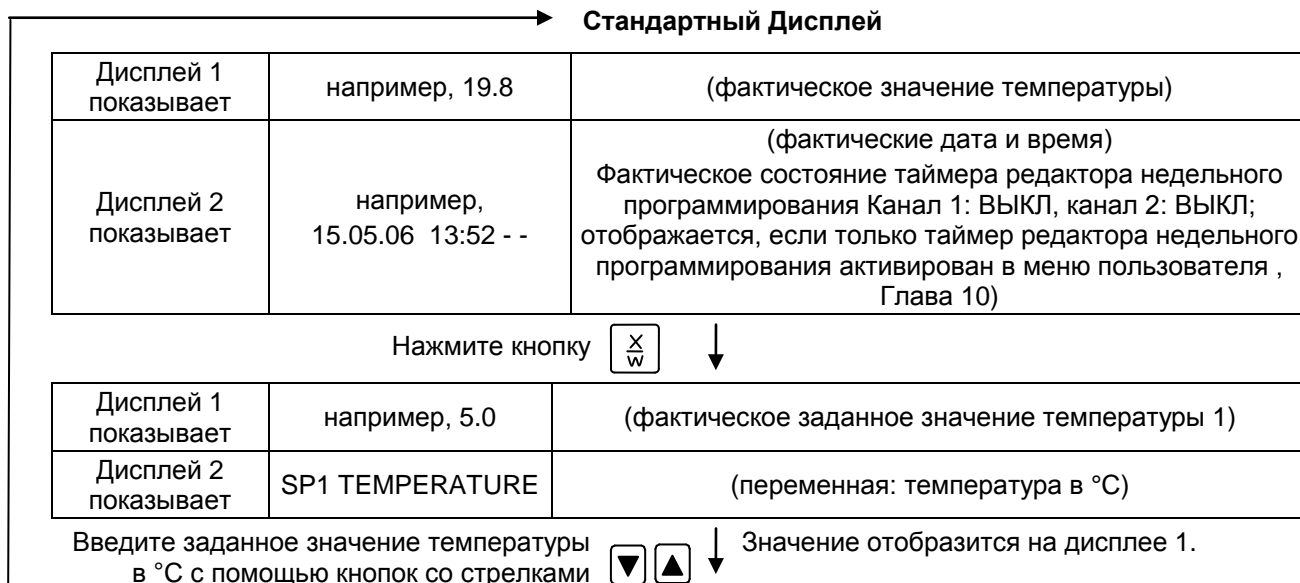 Стандартный Дисплей
Дисплей 1
показывает
например, 19.8
(фактическое значение температуры)
Дисплей 2
показывает
например,
15.05.06 13:52 - -
(фактические дата и время)
Фактическое состояние таймера редактора недельного
программирования Канал 1: ВЫКЛ, канал 2: ВЫКЛ;
отображается, если только таймер редактора недельного
программирования активирован в меню пользователя ,
Глава 10)
Нажмите кнопку X/W
Дисплей 1
показывает
например, 5.0
(фактическое заданное значение температуры 1)
Дисплей 2
показывает
SP1 TEMPERATURE
(переменная: температура в °C)
Введите заданное значение температуры
в °C с помощью кнопок со стрелками
Значение отобразится на дисплее 1.